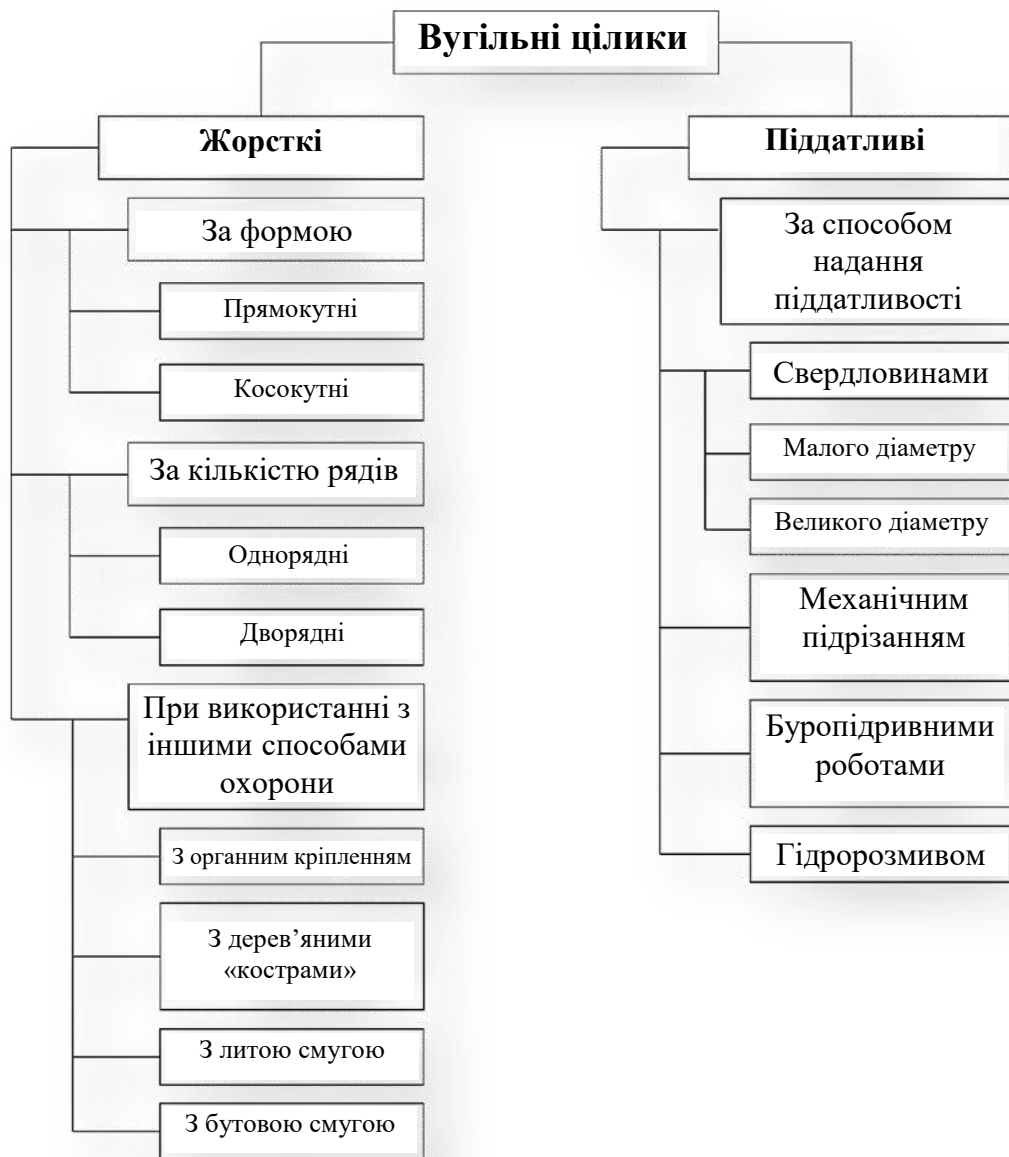 Вугільні цілики
Жорсткі
За формою
Прямокутні
Косокутні
За кількістю рядів
Однорядні
Дворядні
При використанні з
іншими способами
охорони
З органним кріпленням
З дерев’яними
«кострами»
З литою смугою
З бутовою смугою
Піддатливі
За способом
надання
піддатливості
Свердловинами
Малого діаметру
Великого діаметру
Механічним
підрізанням
Буропідривними
роботами
Гідророзмивом